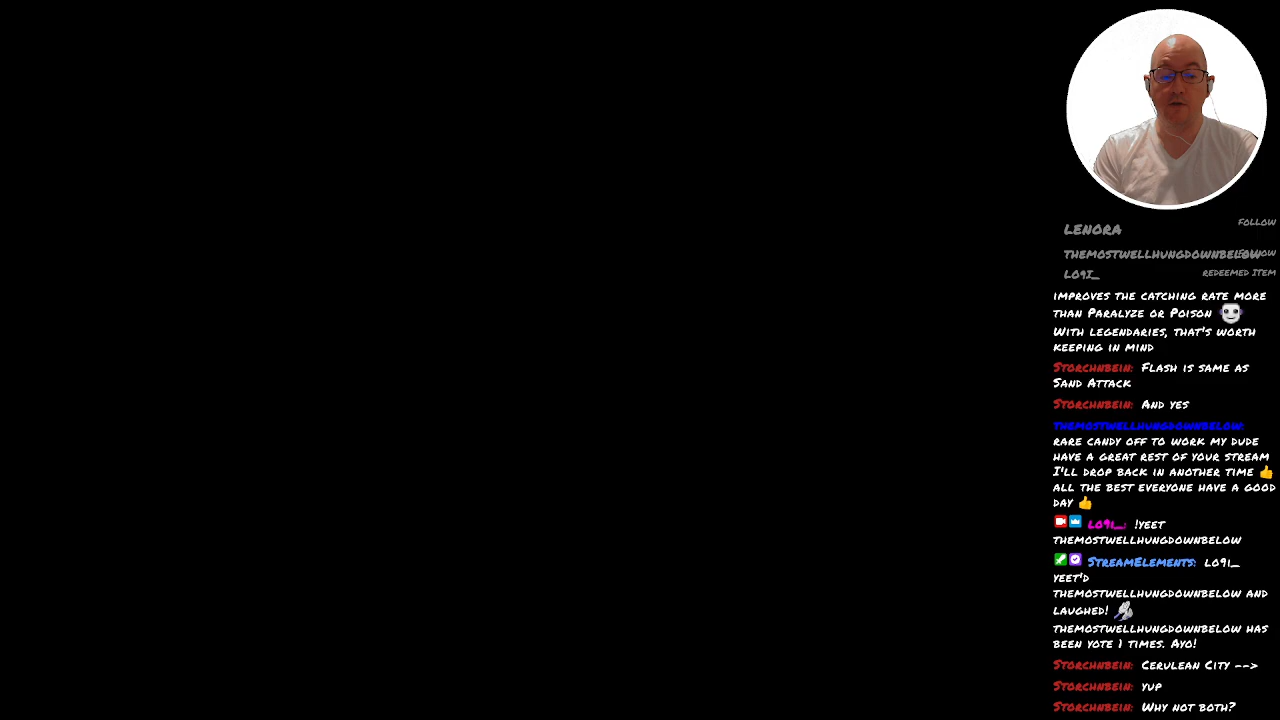 LENORA
FOLLOW
THEMOSTWELLHUNGDOWNBELOW
LO9I_
REDEEMED ITEM
IMPROVES THE CATCHING RATE MORE
THAN PARALYZE OR POISON
WITH LEGENDARIES, THAT'S WORTH
KEEPING IN MIND
STORCHNBEIN: FLASH IS SAME AS
SAND ATTACK
STORCHNBEIN: AND YES
THEMOSTWELLHUNGDOWNBELOW:
RARE CANDY OFF TO WORK MY DUDE
HAVE A GREAT REST OF YOUR STREAM
I'LL DROP BACK IN ANOTHER TIME 👍
ALL THE BEST EVERYONE HAVE A GOOD
DAY 👍
LO9I_: !YEET
THEMOSTWELLHUNGDOWNBELOW
STREAMELEMENTS: LO9I_
YEET'D
THEMOSTWELLHUNGDOWNBELOW AND
LAUGHED!
THEMOSTWELLHUNGDOWNBELOW HAS
BEEN YOTE 1 TIMES. AYO!
STORCHNBEIN: CERULEAN CITY -->
STORCHNBEIN: YUP
STORCHNBEIN: WHY NOT BOTH?